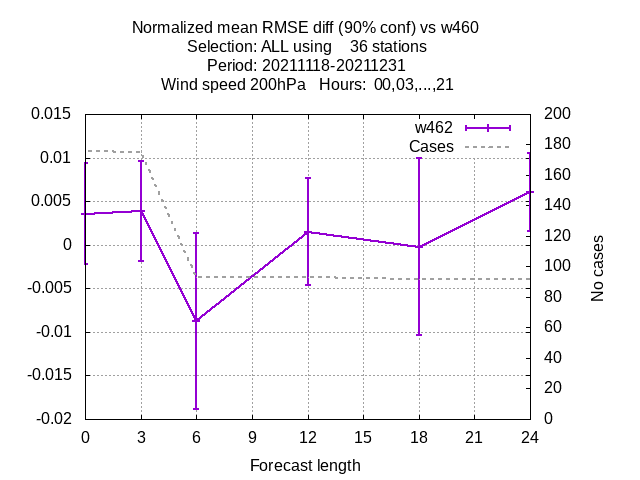 Normalized mean RMSE diff (90% conf) vs w460
Selection: ALL using    36 stations
Period: 20211118-20211231
Wind speed 200hPa   Hours:  00,03,...,21
w462
Cases
0.015
0.01
0.005
0
-0.005
-0.01
-0.015
-0.02
200
180
160
140
120
100
80
60
40
20
0
No cases
0 3 6 9 12 15 18 21 24
Forecast length